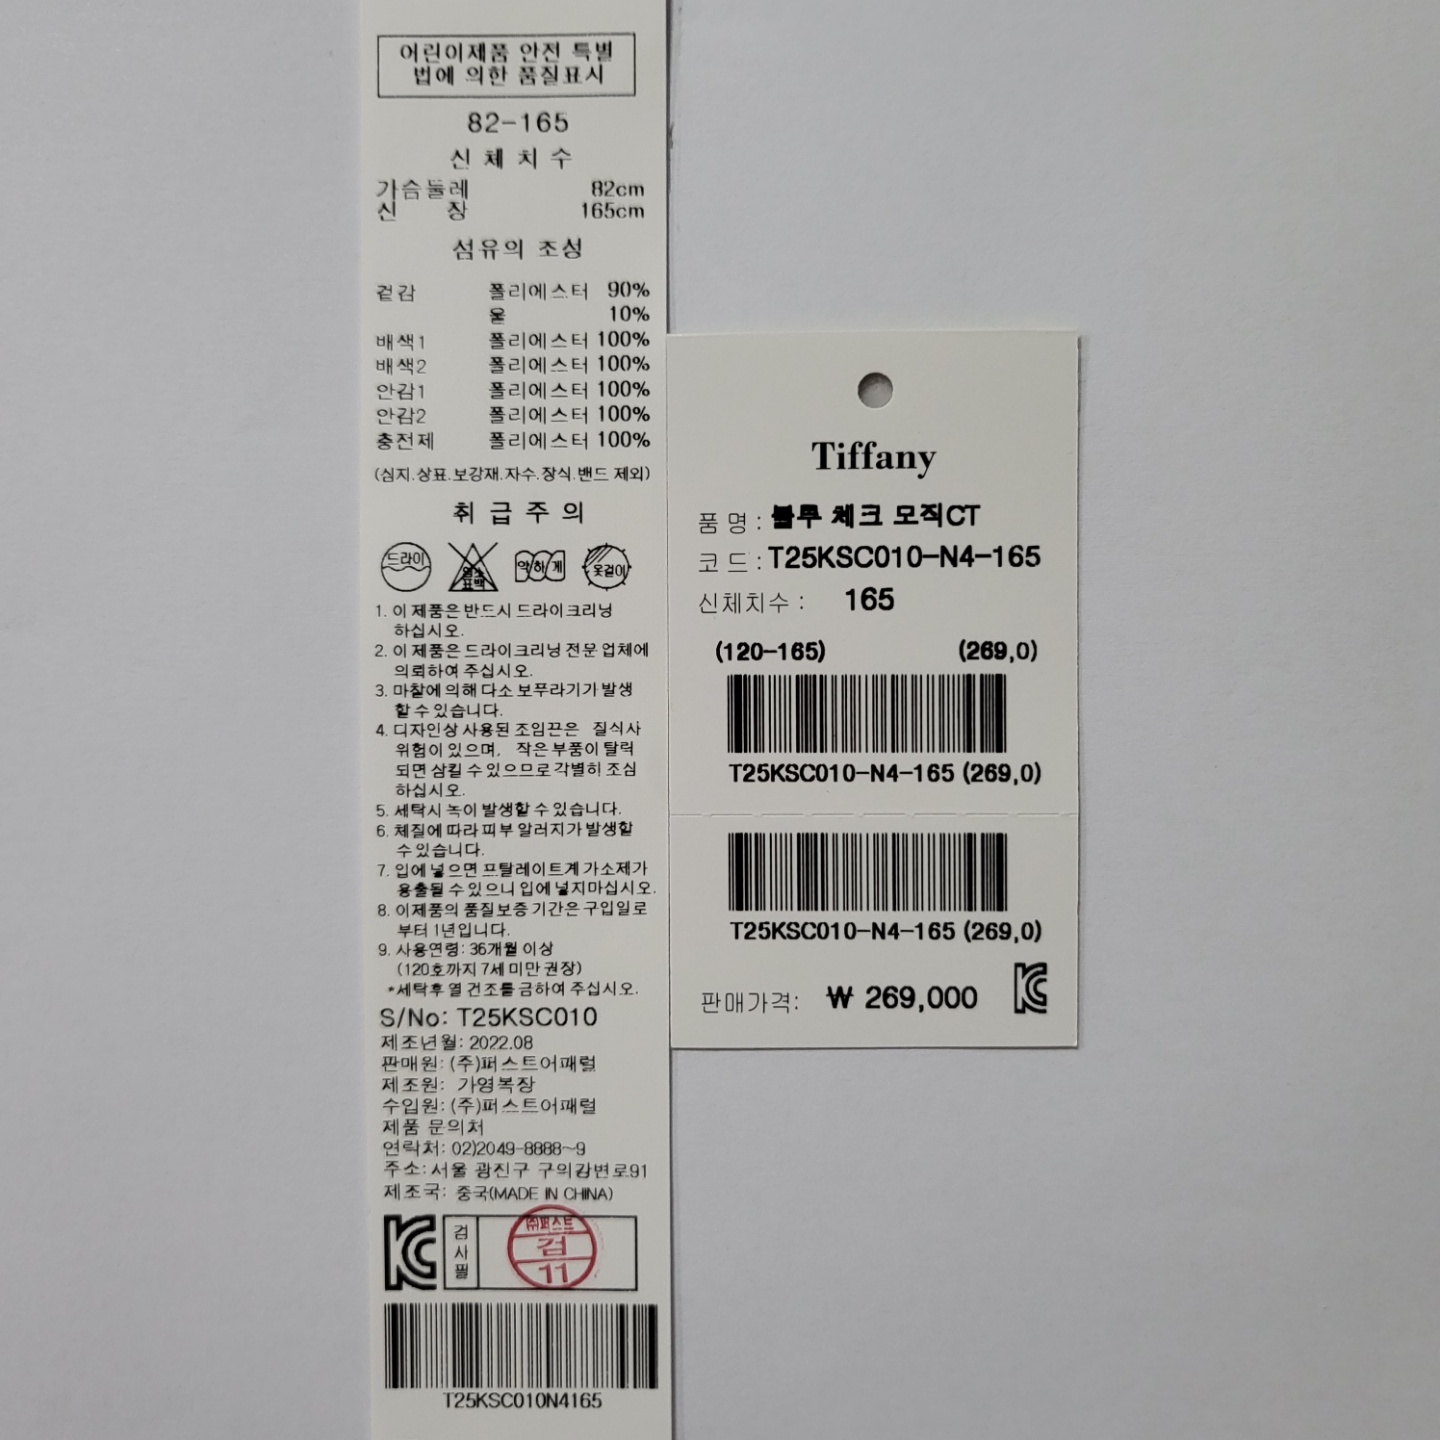 어린이제품 안전 특별
법에 의한 품질표시
82-165
신 체 치 수
가슴둘레 82cm
신 장 165cm
섬유의 조성
겉감 폴리에스터 90%
울 10%
배색1 폴리에스터 100%
배색2 폴리에스터 100%
안감1 폴리에스터 100%
안감2 폴리에스터 100%
충전제 폴리에스터 100%
(심지.상표.보강재.자수.장식.밴드 제외)
취 급 주 의
드라이 염소 표백 약하게 옷걸이
1. 이 제품은 반드시 드라이크리닝
하십시오.
2. 이 제품은 드라이크리닝 전문 업체에
의뢰하여 주십시오.
3. 마찰에 의해 다소 보푸라기가 발생
할 수 있습니다.
4. 디자인상 사용된 조임끈은 질식사
위험이 있으며, 작은 부품이 탈락
되면 삼킬 수 있으므로 각별히 조심
하십시오.
5. 세탁시 녹이 발생할 수 있습니다.
6. 체질에 따라 피부 알러지가 발생할
수 있습니다.
7. 입에 넣으면 프탈레이트계 가소제가
용출될 수 있으니 입에 넣지마십시오.
8. 이제품의 품질보증 기간은 구입일로
부터 1년입니다.
9. 사용연령: 36개월 이상
(120호까지 7세 미만 권장)
*세탁후 열 건조를 금하여 주십시오.
S/No: T25KSC010
제조년월: 2022.08
판매원: (주)퍼스트어패럴
제조원: 가영복장
수입원: (주)퍼스트어패럴
제품 문의처
연락처: 02)2049-8888~9
주소: 서울 광진구 구의강변로91
제조국: 중국(MADE IN CHINA)
KC 검사필 ㈜퍼스트 검 11
T25KSC010N4165
Tiffany
품 명 : 블루 체크 모직CT
코 드 : T25KSC010-N4-165
신체치수 : 165
(120-165) (269,0)
T25KSC010-N4-165 (269,0)
T25KSC010-N4-165 (269,0)
판매가격: ₩ 269,000 KC